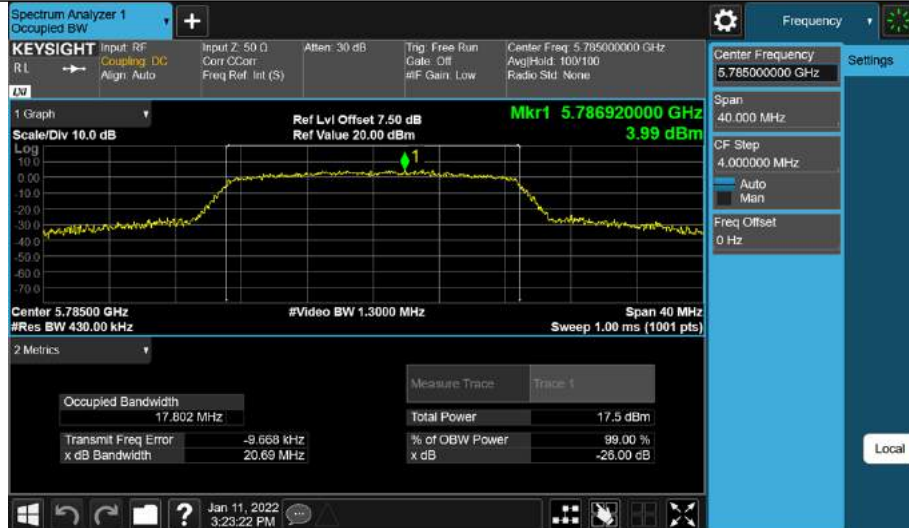 Spectrum Analyzer 1
Occupied BW
Frequency
KEYSIGHT
RL
LXI
Input: RF
Coupling: DC
Align: Auto
Input Z: 50 Ω
Corr CCorr
Freq Ref: Int (S)
Atten: 30 dB
Trig: Free Run
Gate: Off
#IF Gain: Low
Center Freq: 5.785000000 GHz
Avg|Hold: 100/100
Radio Std: None
Center Frequency
5.785000000 GHz
Settings
Span
40.000 MHz
CF Step
4.000000 MHz
Auto
Man
Freq Offset
0 Hz
Local
1 Graph
Scale/Div 10.0 dB
Ref Lvl Offset 7.50 dB
Ref Value 20.00 dBm
Mkr1 5.786920000 GHz
3.99 dBm
Log
10.0
0.00
-10.0
-20.0
-30.0
-40.0
-50.0
-60.0
-70.0
1
Center 5.78500 GHz
#Res BW 430.00 kHz
#Video BW 1.3000 MHz
Span 40 MHz
Sweep 1.00 ms (1001 pts)
2 Metrics
Measure Trace Trace 1
Occupied Bandwidth
17.802 MHz
Total Power 17.5 dBm
Transmit Freq Error -9.668 kHz
% of OBW Power 99.00 %
x dB Bandwidth 20.69 MHz
x dB -26.00 dB
?
Jan 11, 2022
3:23:22 PM